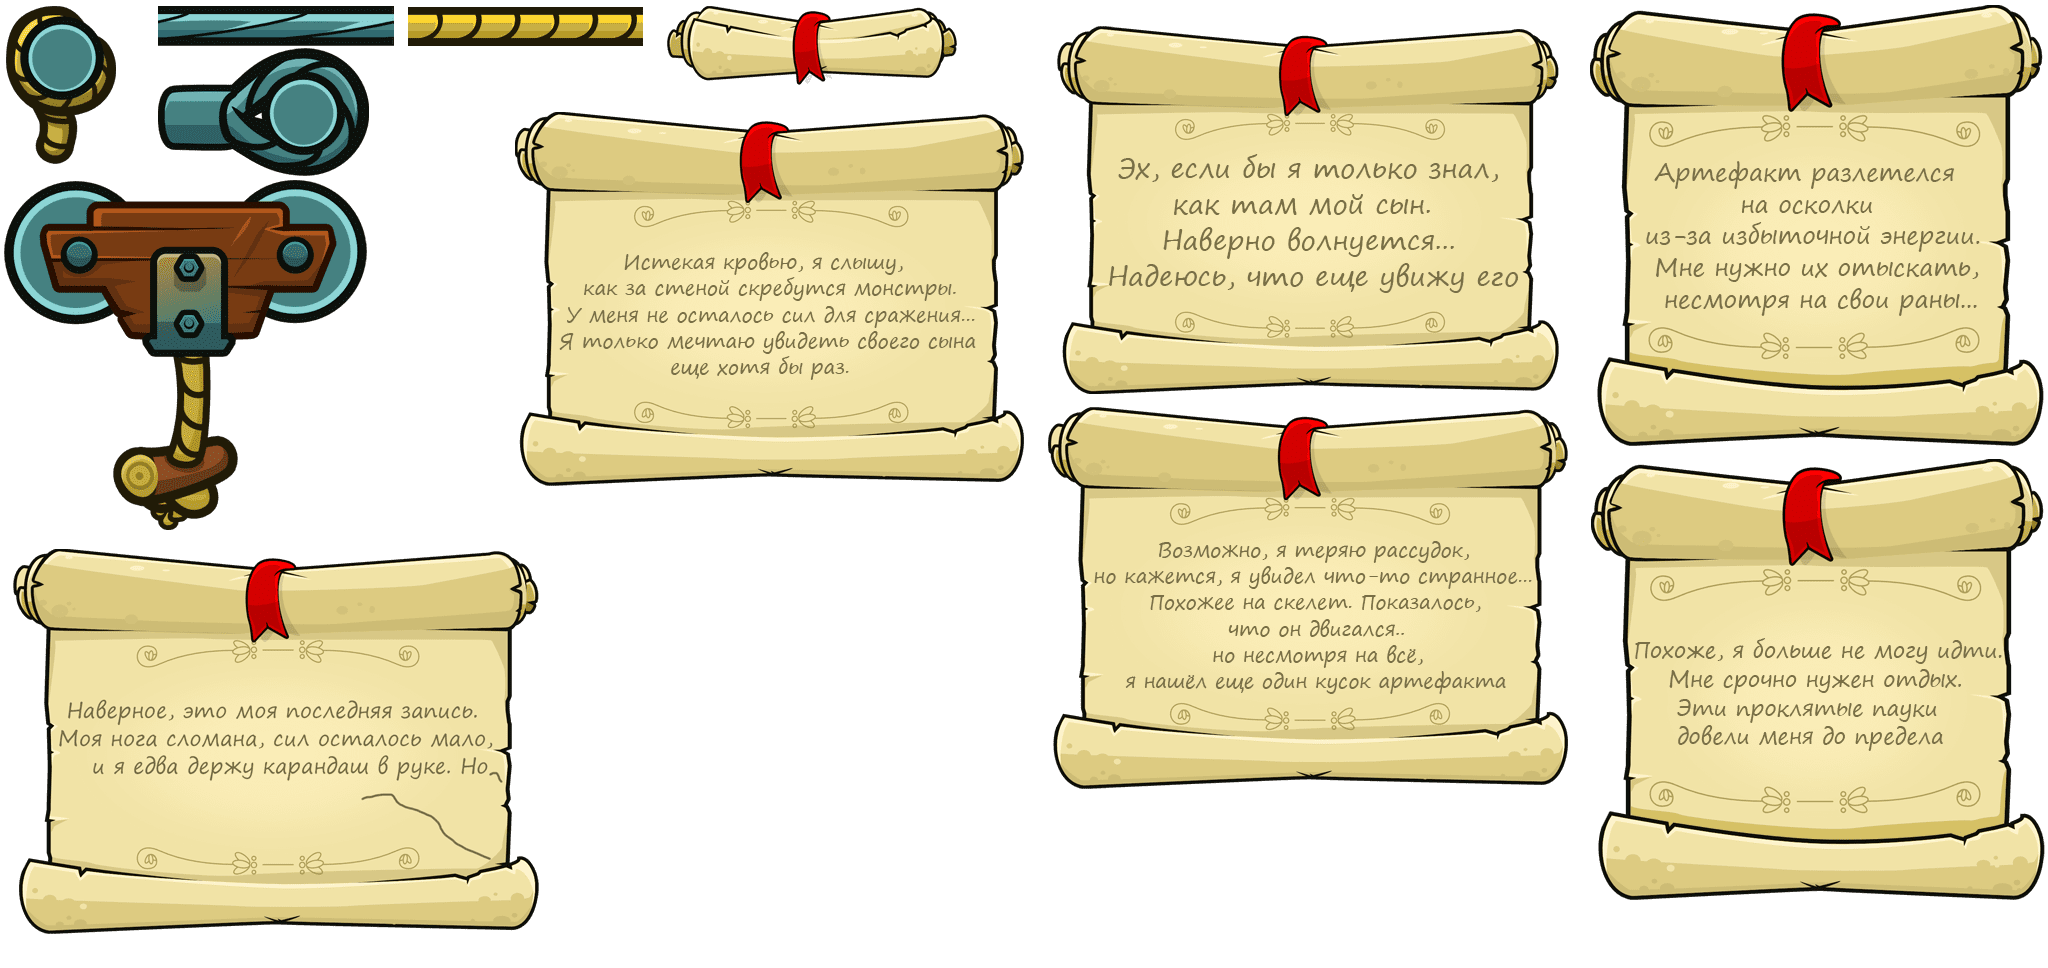 Истекая кровью, я слышу,
как за стеной скребутся монстры.
У меня не осталось сил для сражения...
Я только мечтаю увидеть своего сына
еще хотя бы раз.
Эх, если бы я только знал,
как там мой сын.
Наверно волнуется...
Надеюсь, что еще увижу его
Артефакт разлетелся
на осколки
из-за избыточной энергии.
Мне нужно их отыскать,
несмотря на свои раны...
Наверное, это моя последняя запись.
Моя нога сломана, сил осталось мало,
и я едва держу карандаш в руке. Но
Возможно, я теряю рассудок,
но кажется, я увидел что-то странное...
Похожее на скелет. Показалось,
что он двигался..
но несмотря на всё,
я нашёл еще один кусок артефакта
Похоже, я больше не могу идти.
Мне срочно нужен отдых.
Эти проклятые пауки
довели меня до предела